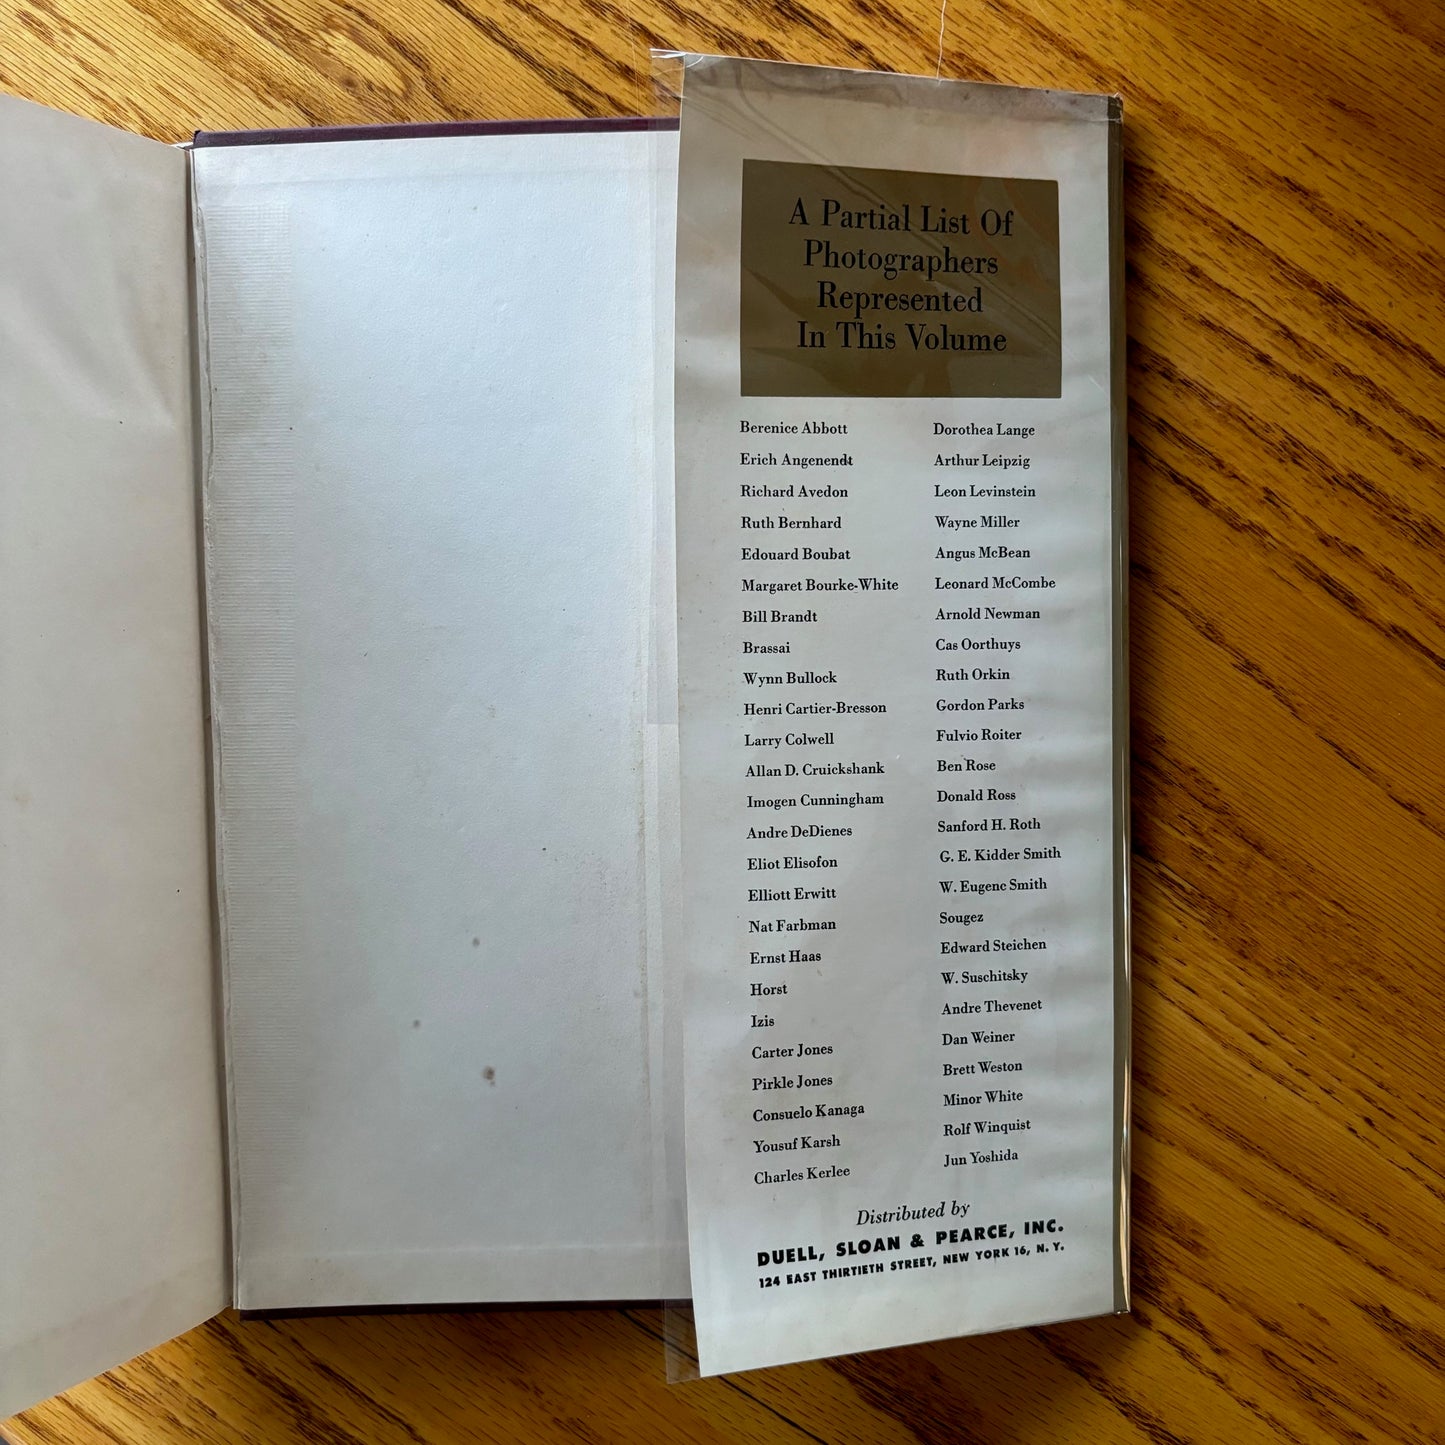 A Partial List Of
Photographers
Represented
In This Volume
Berenice Abbott
Erich Angenendt
Richard Avedon
Ruth Bernhard
Edouard Boubat
Margaret Bourke-White
Bill Brandt
Brassai
Wynn Bullock
Henri Cartier-Bresson
Larry Colwell
Allan D. Cruickshank
Imogen Cunningham
Andre DeDienes
Eliot Elisofon
Elliott Erwitt
Nat Farbman
Ernst Haas
Horst
Izis
Carter Jones
Pirkle Jones
Consuelo Kanaga
Yousuf Karsh
Charles Kerlee
Dorothea Lange
Arthur Leipzig
Leon Levinstein
Wayne Miller
Angus McBean
Leonard McCombe
Arnold Newman
Cas Oorthuys
Ruth Orkin
Gordon Parks
Fulvio Roiter
Ben Rose
Donald Ross
Sanford H. Roth
G. E. Kidder Smith
W. Eugene Smith
Sougez
Edward Steichen
W. Suschitsky
Andre Thevenet
Dan Weiner
Brett Weston
Minor White
Rolf Winquist
Jun Yoshida
Distributed by
DUELL, SLOAN & PEARCE, INC.
124 EAST THIRTIETH STREET, NEW YORK 16, N. Y.